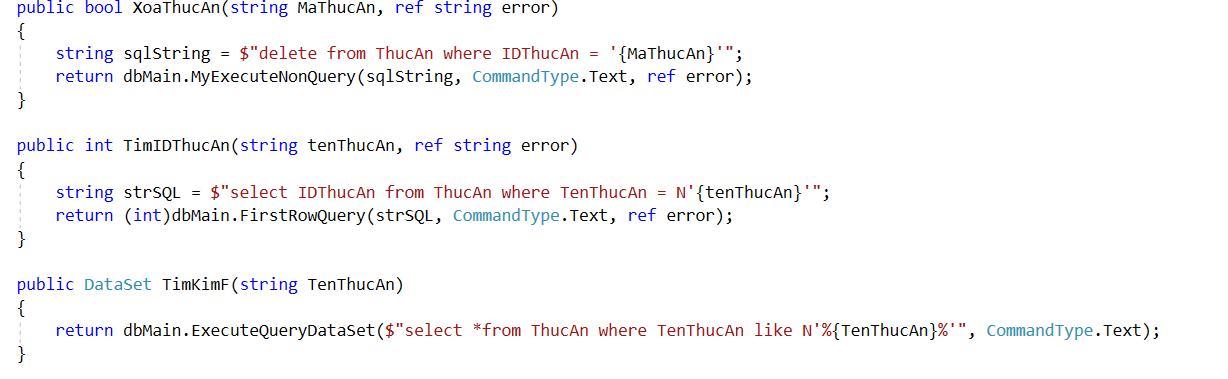 public bool XoaThucAn(string MaThucAn, ref string error)
{
string sqlString = $"delete from ThucAn where IDThucAn = '{MaThucAn}'";
return dbMain.MyExecuteNonQuery(sqlString, CommandType.Text, ref error);
}
public int TimIDThucAn(string tenThucAn, ref string error)
{
string strSQL = $"select IDThucAn from ThucAn where TenThucAn = N'{tenThucAn}'";
return (int)dbMain.FirstRowQuery(strSQL, CommandType.Text, ref error);
}
public DataSet TimKimF(string TenThucAn)
{
return dbMain.ExecuteQueryDataSet($"select *from ThucAn where TenThucAn like N'%{TenThucAn}%'", CommandType.Text);
}